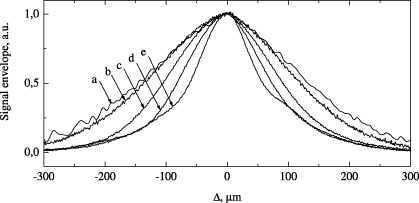 Signal envelope, a.u.
1,0
0,5
0,0
a b c d e
-300 -200 -100 0 100 200 300
Δ, μm